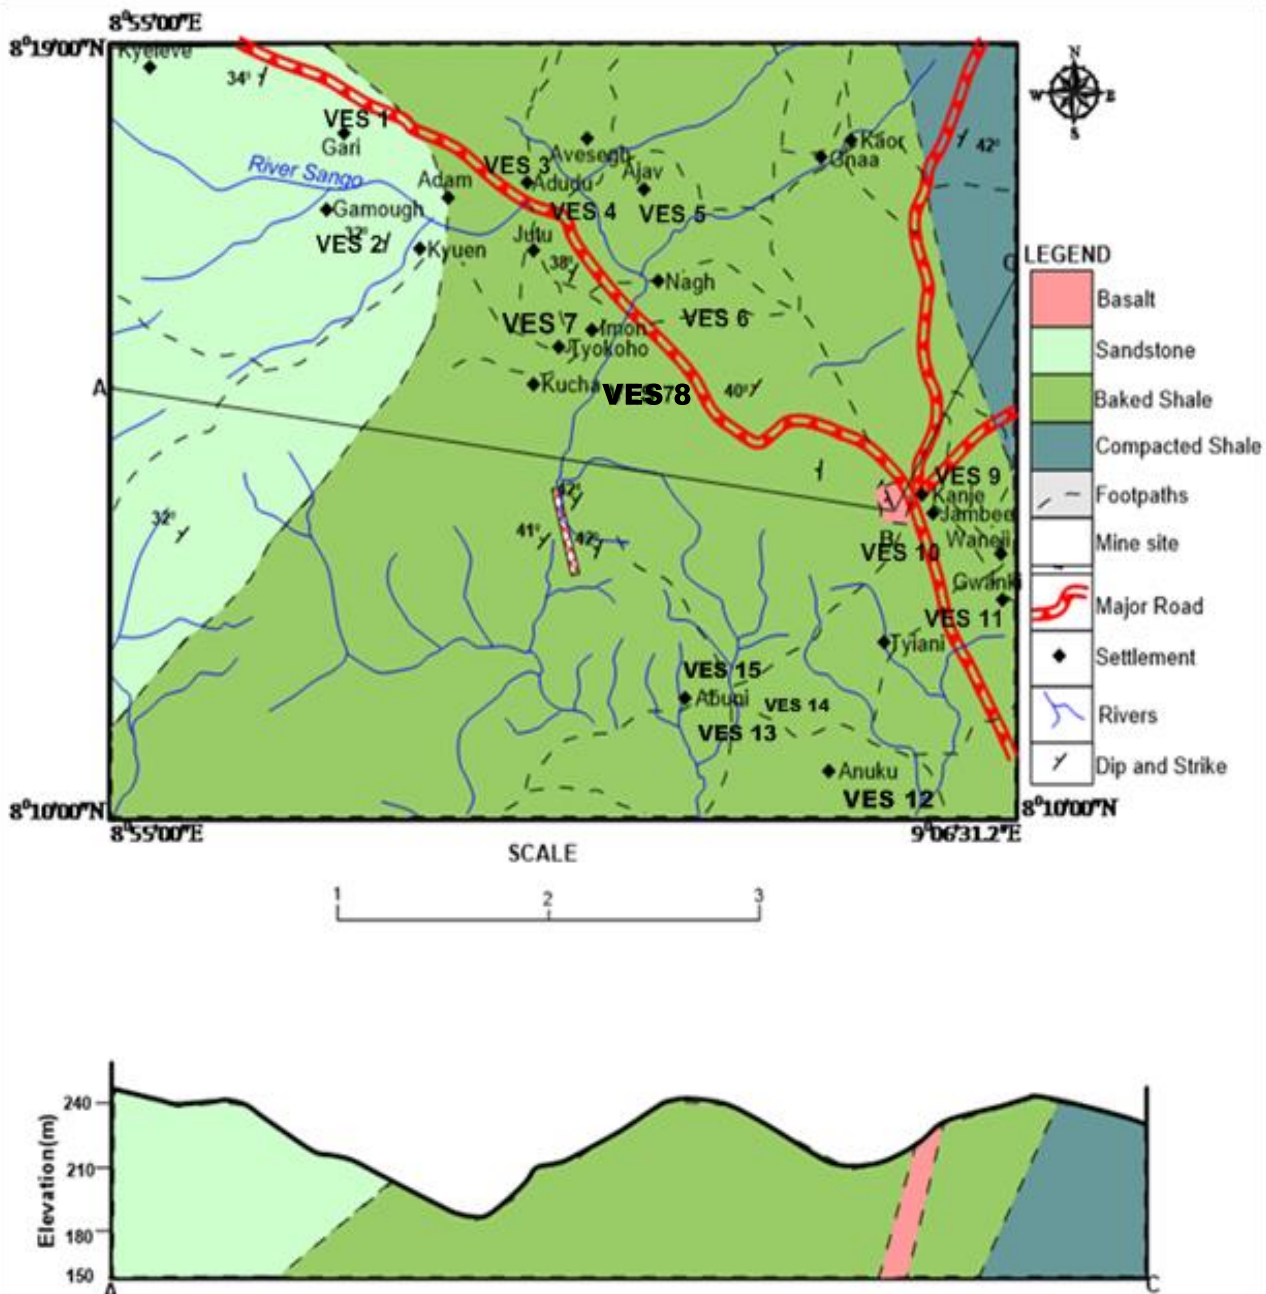 8°55'00"E
8°19'00"N
Kyeleve
N
W E
S
34°
VES 1
Gari
River Sango
Adam
Avesegh
VES 3
Adudu
Ajav
Kaor
Gnaa
42°
Gamough
VES 4
VES 5
32°
VES 2
Kyuen
Jutu
38°
Nagh
VES 7
Imon
VES 6
Tyokoho
A
Kucha
VES 8
40°
C
VES 9
Kanje
Jambee
42°
41°
42°
32°
B
VES 10
Waneji
Gwanki
VES 11
Tyiani
VES 15
Abuni
VES 14
VES 13
Anuku
VES 12
8°10'00"N
8°10'00"N
8°55'00"E
9°06'31.2"E
LEGEND
Basalt
Sandstone
Baked Shale
Compacted Shale
Footpaths
Mine site
Major Road
Settlement
Rivers
Dip and Strike
SCALE
1 2 3
Elevation(m)
240
210
180
150
A C